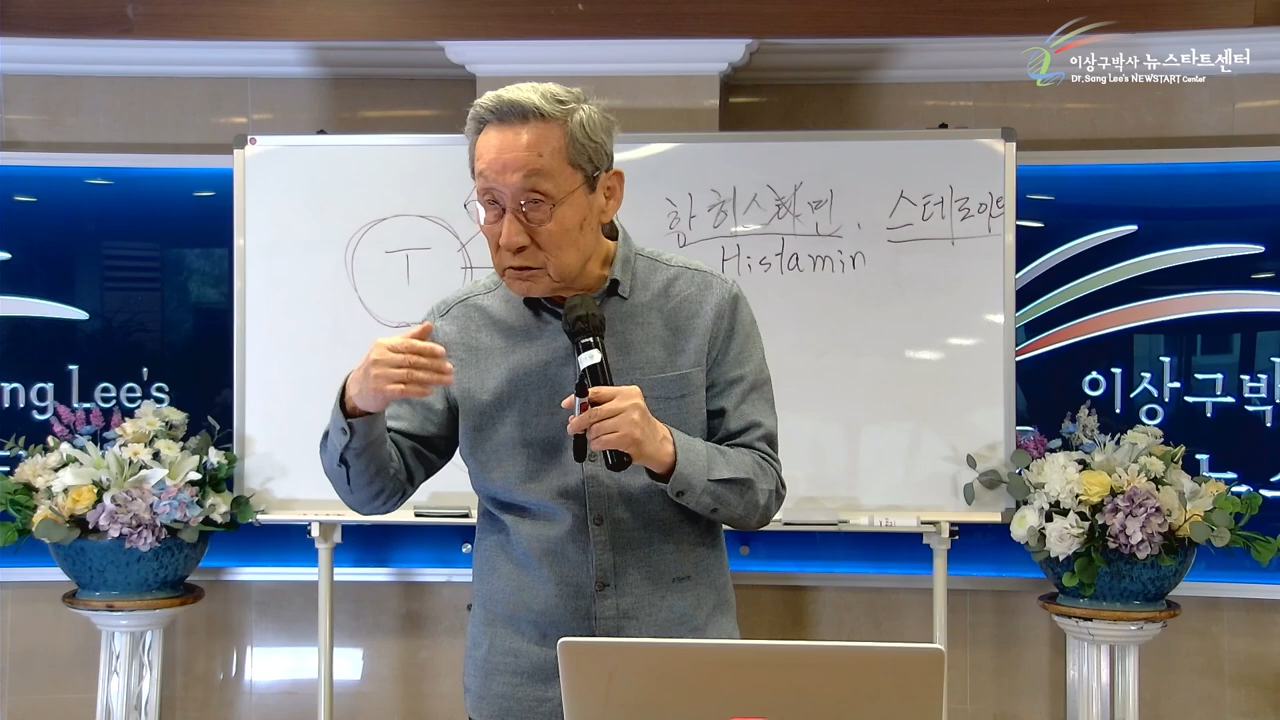 이상구박사 뉴스타트센터
Dr. Sang Lee's NEWSTART Center
T
항히스타민. 스테로이드
Histamin
ng Lee's
이상구박